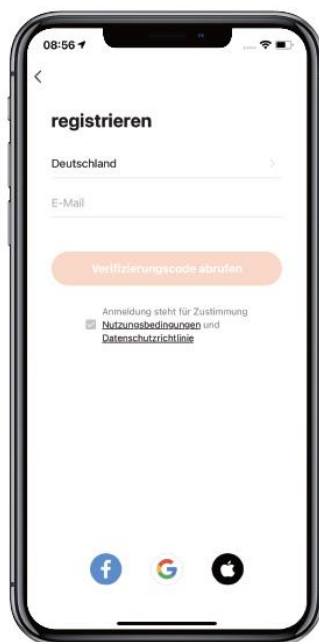 08:56
registrieren
Deutschland
E-Mail
Verifizierungscode abrufen
Anmeldung steht für Zustimmung
Nutzungsbedingungen und
Datenschutzrichtlinie